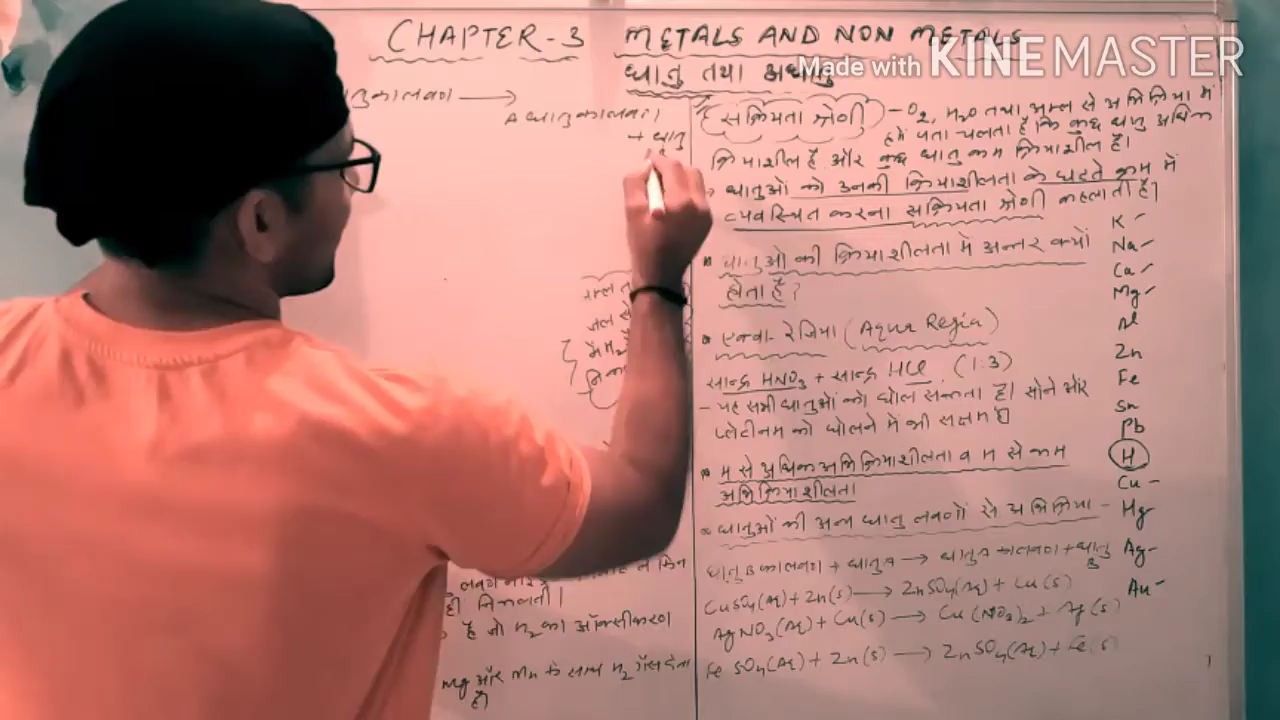 CHAPTER-3 METALS AND NON METALS
Made with KINEMASTER
धातु तथा अधातु
A धातु का लवण
+ धातु
सक्रियता श्रेणी - O2, H2O तथा अम्ल से अभिक्रिया में
हमें पता चलता है। कि कुछ धातु अधिक
क्रियाशील है और कुछ धातु कम क्रियाशील है।
धातुओं को उनकी क्रियाशीलता के घटते क्रम में
व्यवस्थित करना सक्रियता श्रेणी कहलाती है।
धातुओं की क्रियाशीलता में अन्तर क्यों
होता है?
एक्वा-रेजिया (Aqua Regia)
सान्द्र HNO3 + सान्द्र HCl (1:3)
- यह सभी धातुओं को घोल सकता है। सोने और
प्लेटीनम को घोलने में भी सक्षम
H से अधिक अभिक्रियाशीलता व H से कम
अभिक्रियाशीलता
धातुओं की अन्य धातु लवणों से अभिक्रिया -
धातु B का लवण + धातु A → धातु A का लवण + धातु B
CuSO4(Aq) + Zn(s) → ZnSO4(Aq) + Cu(s)
AgNO3(Aq) + Cu(s) → Cu(NO3)2 + Ag(s)
FeSO4(Aq) + Zn(s) → ZnSO4(Aq) + Fe(s)
K
Na
Ca
Mg
Al
Zn
Fe
Sn
Pb
H
Cu
Hg
Ag
Au
निकलती।
है जो H2 का ऑक्सीकरण
Mg और Mn के साथ H2 गैस देता
है।